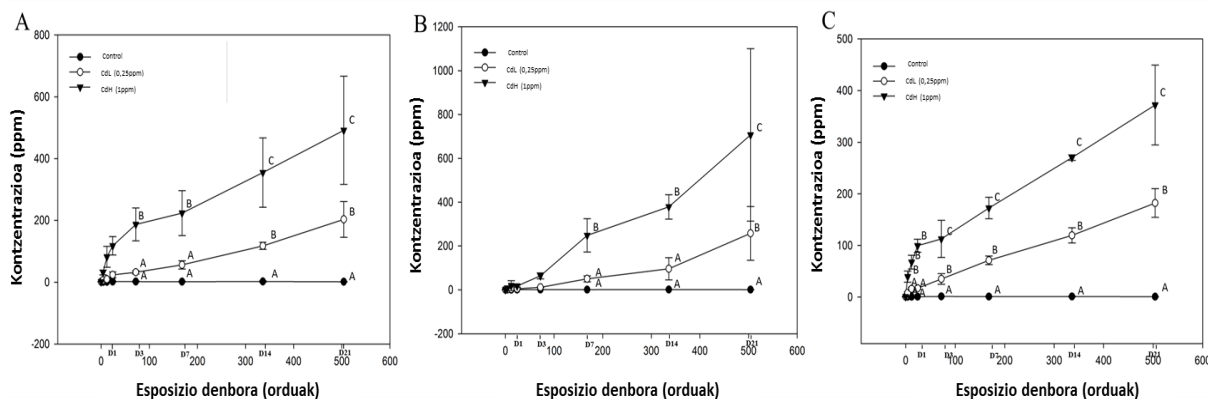 A
800
600
400
200
0
-200
Kontzentrazioa (ppm)
Control
CdL (0,25ppm)
CdH (1ppm)
B
B
C
C
A
A
B
B
A
A
A
A
0 100 200 300 400 500 600
D1 D3 D7 D14 D21
Esposizio denbora (orduak)
B
1200
1000
800
600
400
200
0
-200
Kontzentrazioa (ppm)
Control
CdL (0,25ppm)
CdH (1ppm)
B
B
C
A
A
B
A
A
A
0 100 200 300 400 500 600
D1 D3 D7 D14 D21
Esposizio denbora (orduak)
C
500
400
300
200
100
0
-100
Kontzentrazioa (ppm)
Control
CdL (0,25ppm)
CdH (1ppm)
B
B
B
C
C
C
C
A
A
B
B
B
B
A
A
A
A
A
0 100 200 300 400 500 600
D1 D3 D7 D14 D21
Esposizio denbora (orduak)